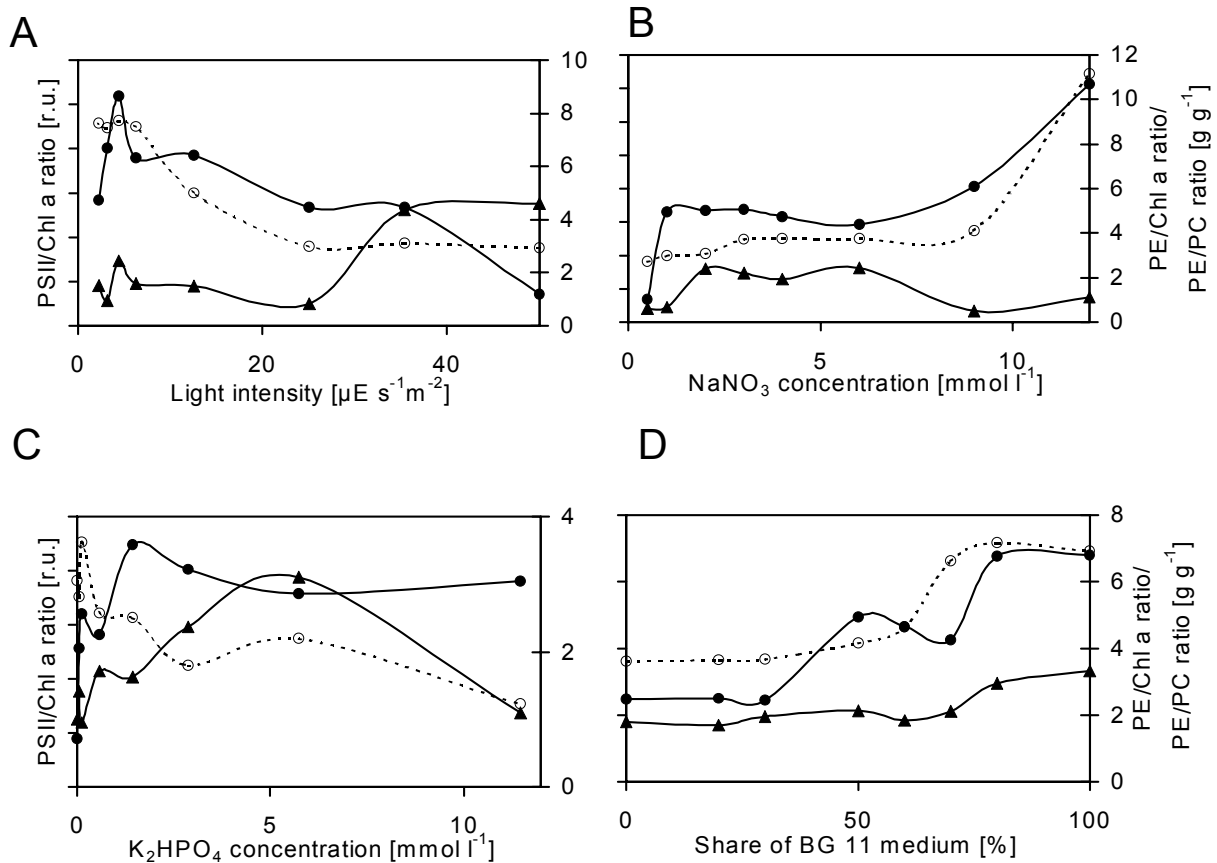 A
B
PSII/Chl a ratio [r.u.]
10
8
6
4
2
0
0 20 40
Light intensity [µE s⁻¹m⁻²]
12
10
8
6
4
2
0
PE/Chl a ratio/
PE/PC ratio [g g⁻¹]
0 5 10
NaNO₃ concentration [mmol l⁻¹]
C
D
PSII/Chl a ratio [r.u.]
4
2
0
0 5 10
K₂HPO₄ concentration [mmol l⁻¹]
8
6
4
2
0
PE/Chl a ratio/
PE/PC ratio [g g⁻¹]
0 50 100
Share of BG 11 medium [%]